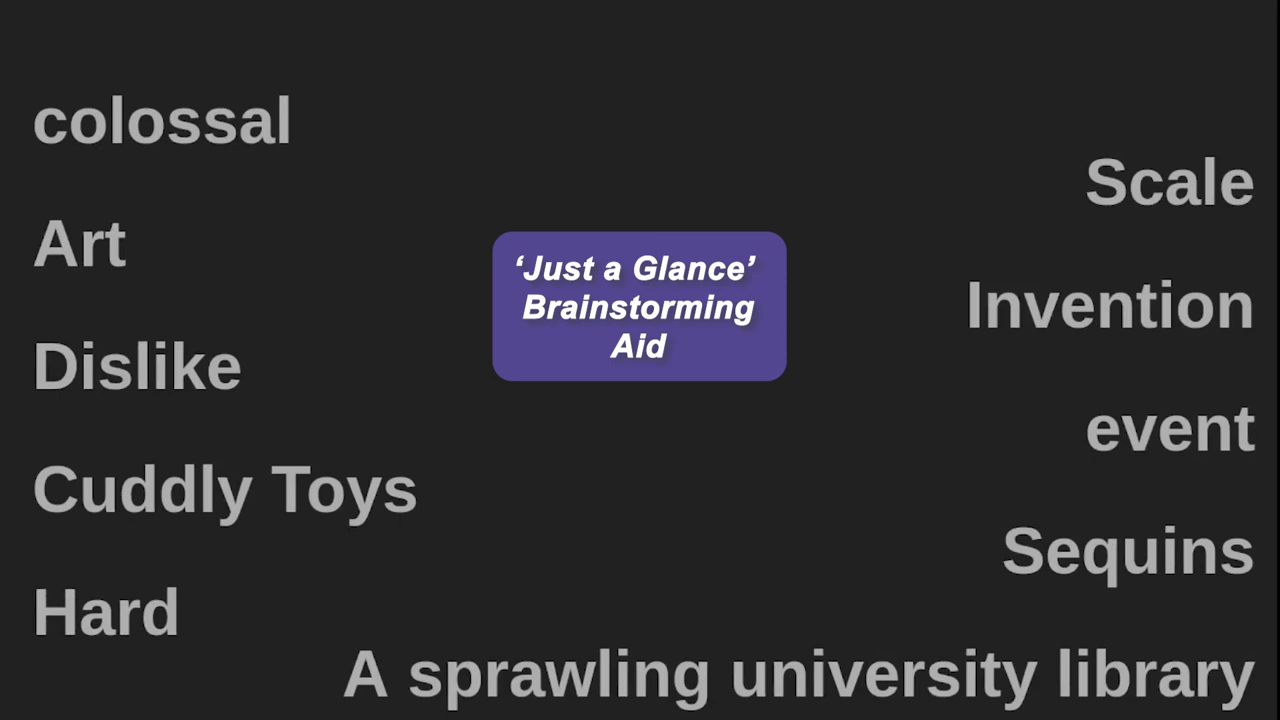 colossal
Scale
Art
‘Just a Glance’
Brainstorming
Aid
Invention
Dislike
event
Cuddly Toys
Sequins
Hard
A sprawling university library